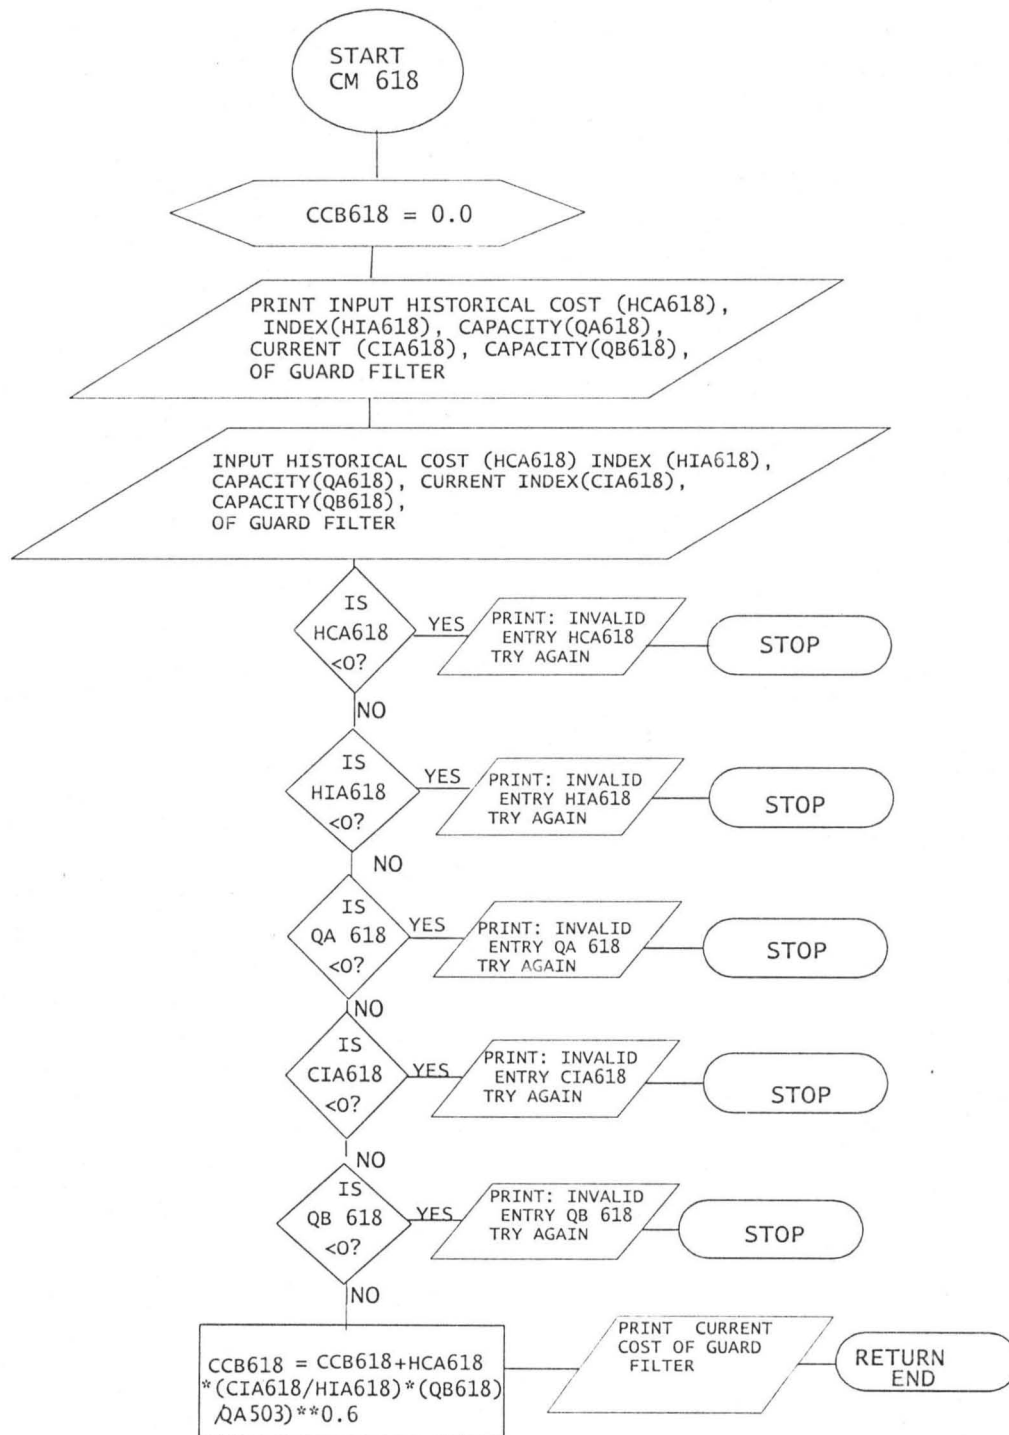 START
CM 618
CCB618 = 0.0
PRINT INPUT HISTORICAL COST (HCA618),
INDEX(HIA618), CAPACITY(QA618),
CURRENT (CIA618), CAPACITY(QB618),
OF GUARD FILTER
INPUT HISTORICAL COST (HCA618) INDEX (HIA618),
CAPACITY(QA618), CURRENT INDEX(CIA618),
CAPACITY(QB618),
OF GUARD FILTER
IS
HCA618
<0?
YES
PRINT: INVALID
ENTRY HCA618
TRY AGAIN
STOP
NO
IS
HIA618
<0?
YES
PRINT: INVALID
ENTRY HIA618
TRY AGAIN
STOP
NO
IS
QA 618
<0?
YES
PRINT: INVALID
ENTRY QA 618
TRY AGAIN
STOP
NO
IS
CIA618
<0?
YES
PRINT: INVALID
ENTRY CIA618
TRY AGAIN
STOP
NO
IS
QB 618
<0?
YES
PRINT: INVALID
ENTRY QB 618
TRY AGAIN
STOP
NO
CCB618 = CCB618+HCA618
*(CIA618/HIA618)*(QB618)
/QA503)**0.6
PRINT CURRENT
COST OF GUARD
FILTER
RETURN
END